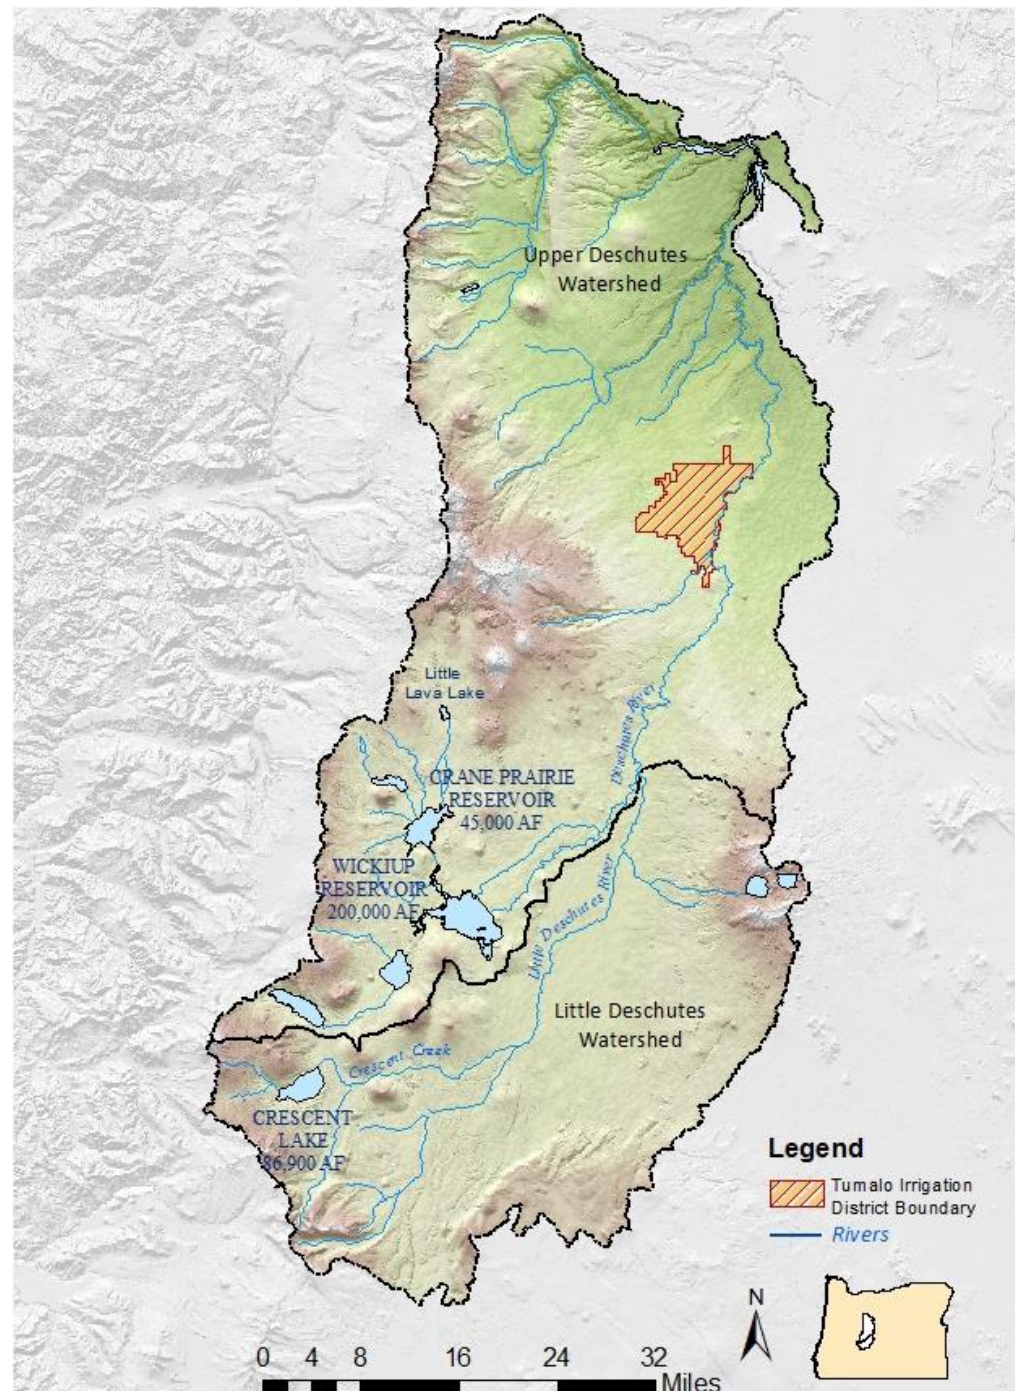 Upper Deschutes
Watershed
Little
Lava Lake
Deschutes River
CRANE PRAIRIE
RESERVOIR
45,000 AF
WICKIUP
RESERVOIR
200,000 AF
Little Deschutes River
Little Deschutes
Watershed
Crescent Creek
CRESCENT
LAKE
86,900 AF
Legend
Tumalo Irrigation
District Boundary
Rivers
N
0 4 8 16 24 32
Miles